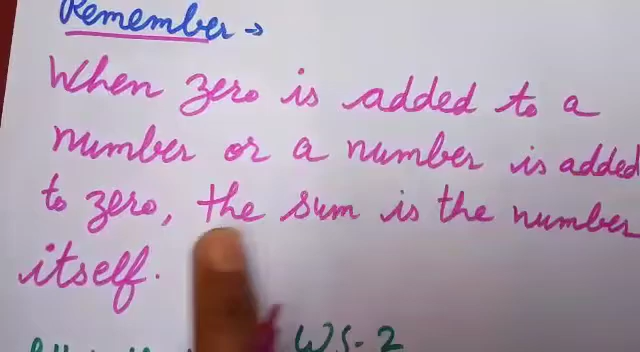 Remember →
When zero is added to a
number or a number is added
to zero, the sum is the number
itself.
WS-2